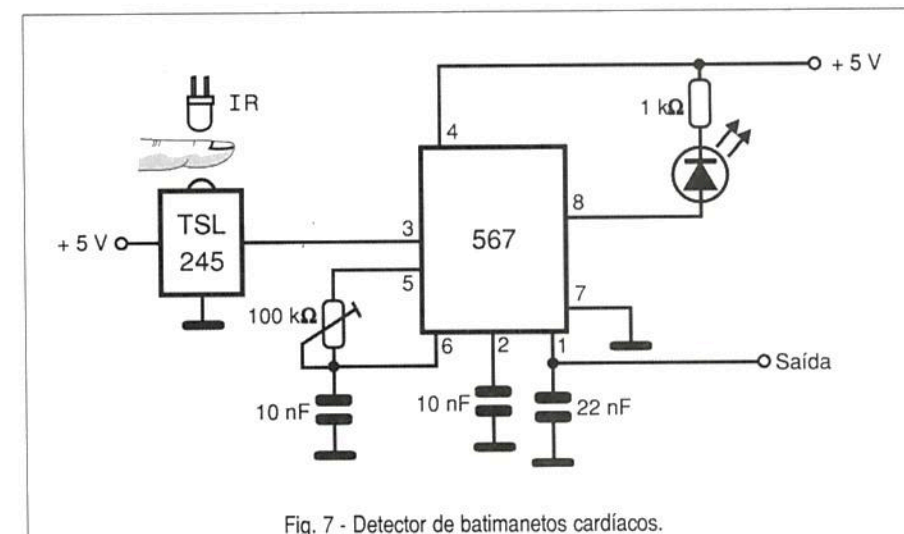 + 5 V
IR
1 kΩ
4
TSL
245
+ 5 V
3
567
8
5
7
100 kΩ
6
2
1
Saída
10 nF
10 nF
22 nF
Fig. 7 - Detector de batimanetos cardíacos.